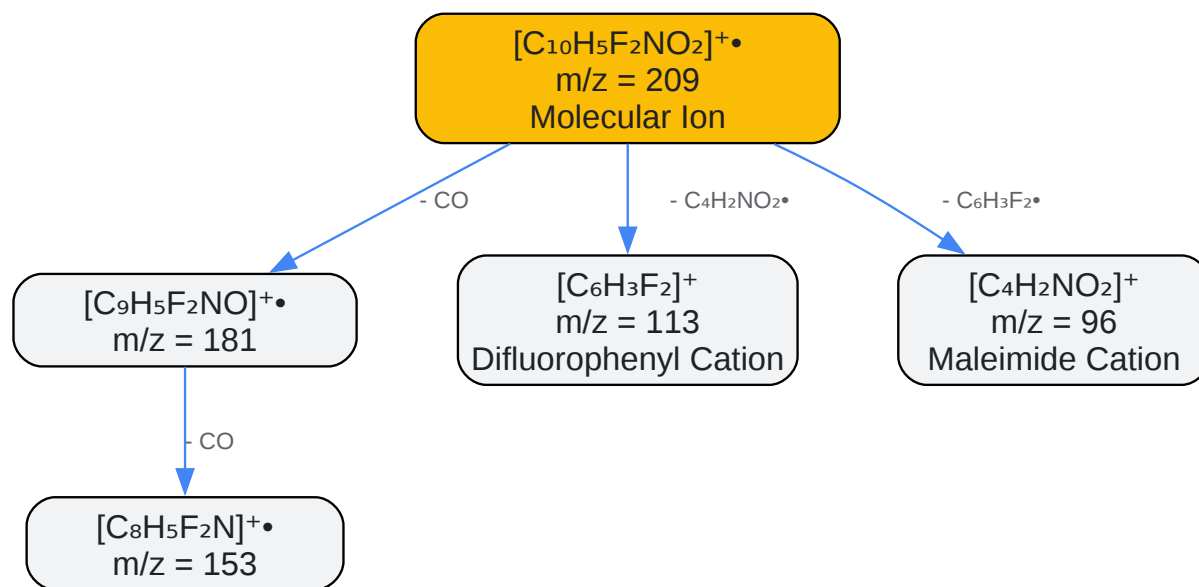 [C₁₀H₅F₂NO₂]⁺•
m/z = 209
Molecular Ion
- CO
- C₄H₂NO₂•
- C₆H₃F₂•
[C₉H₅F₂NO]⁺•
m/z = 181
[C₆H₃F₂]⁺
m/z = 113
Difluorophenyl Cation
[C₄H₂NO₂]⁺
m/z = 96
Maleimide Cation
- CO
[C₈H₅F₂N]⁺•
m/z = 153